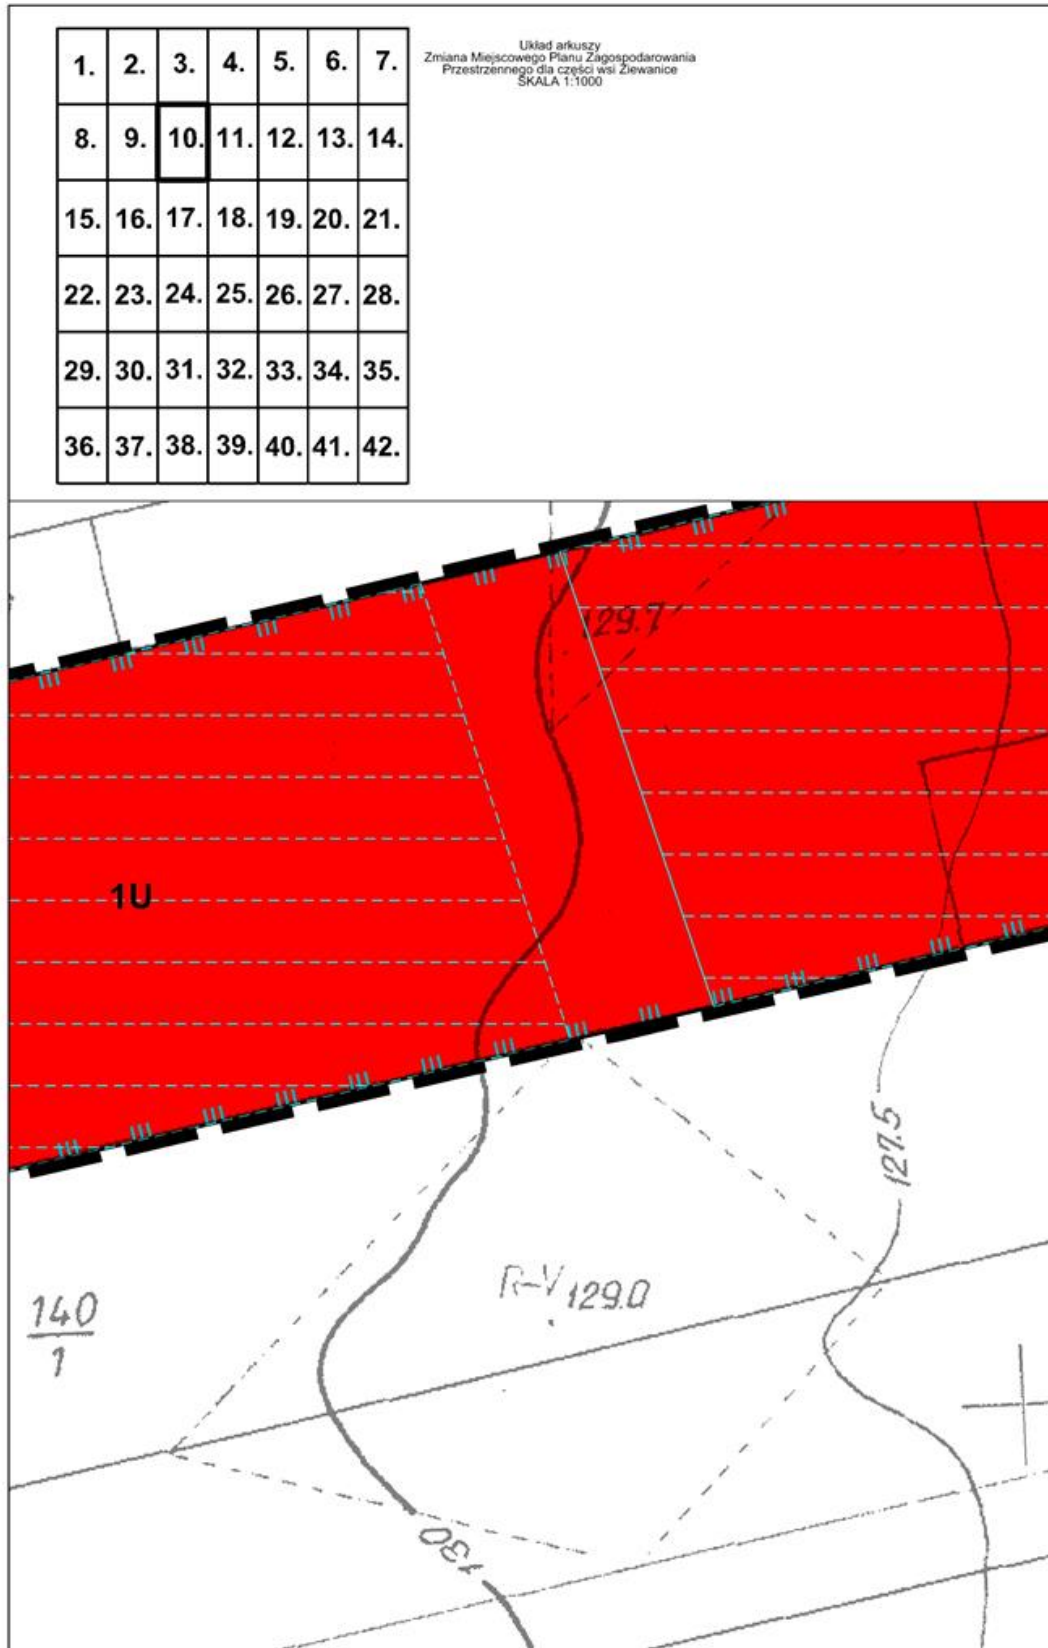 1. 2. 3. 4. 5. 6. 7.
8. 9. 10. 11. 12. 13. 14.
15. 16. 17. 18. 19. 20. 21.
22. 23. 24. 25. 26. 27. 28.
29. 30. 31. 32. 33. 34. 35.
36. 37. 38. 39. 40. 41. 42.
Układ arkuszy
Zmiana Miejscowego Planu Zagospodarowania
Przestrzennego dla części wsi Ziewanice
SKALA 1:1000
129.7
1U
127.5
R-V 129.0
140
1
130